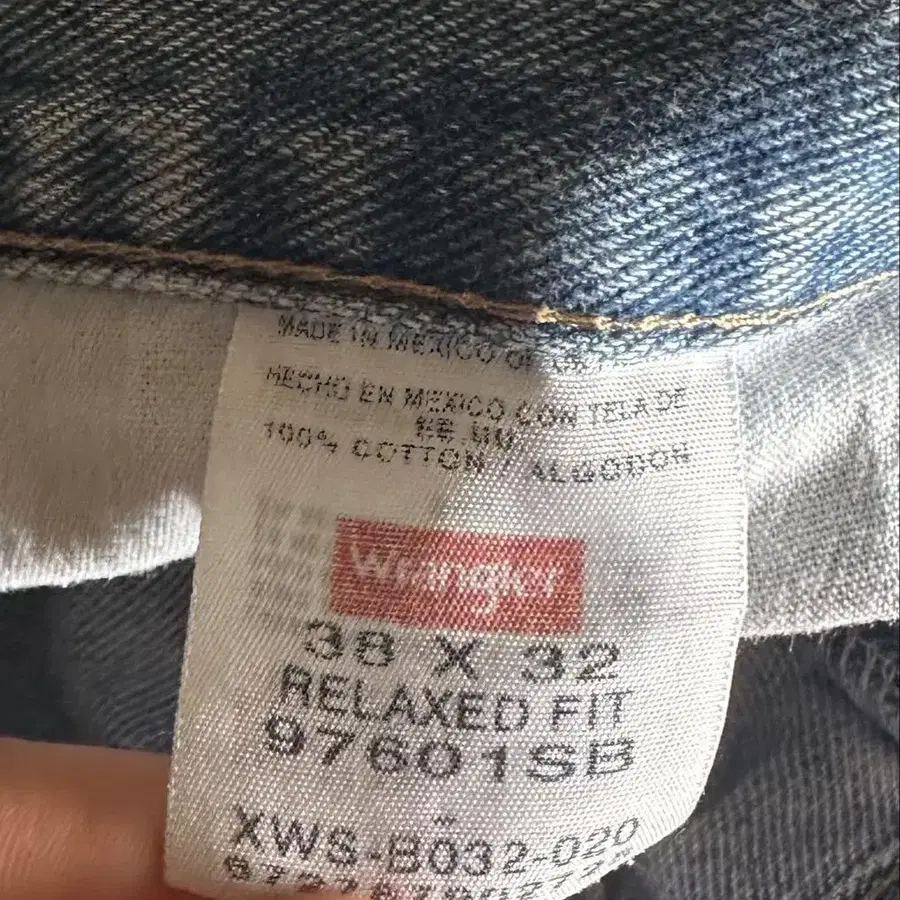 MADE IN MEXICO OF
HECHO EN MEXICO CON TELA DE
EE.UU
100% COTTON / ALGODON
Wrangler
38 X 32
RELAXED FIT
97601SB
XWS-B032-020